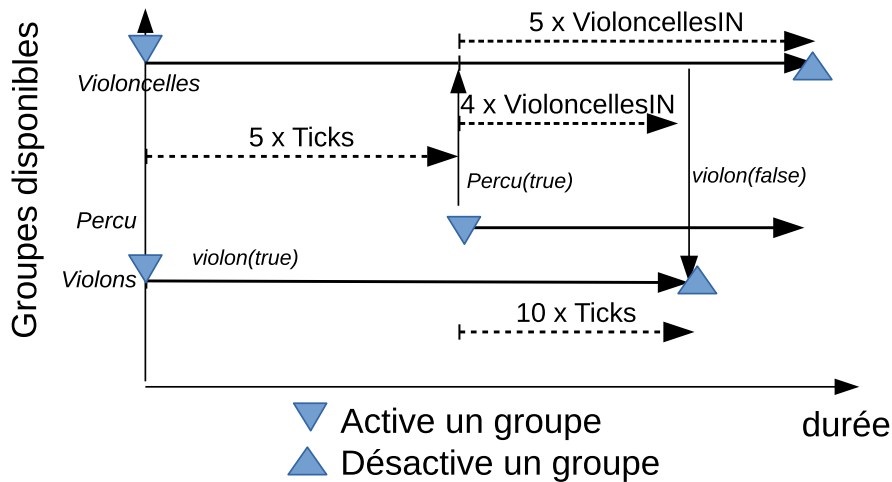 Groupes disponibles
5 x VioloncellesIN
Violoncelles
4 x VioloncellesIN
5 x Ticks
Percu(true)
violon(false)
Percu
violon(true)
Violons
10 x Ticks
Active un groupe
durée
Désactive un groupe